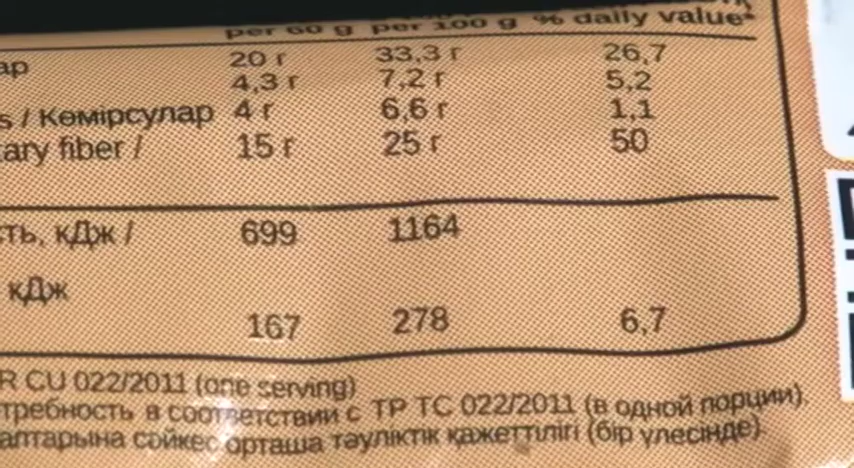 per 60 g per 100 g % daily value*
ар 20 г 33,3 г 26,7
4,3 г 7,2 г 5,2
s / Көмірсулар 4 г 6,6 г 1,1
ary fiber / 15 г 25 г 50
сть, кДж / 699 1164
кДж
167 278 6,7
R CU 022/2011 (one serving)
требность в соответствии с ТР ТС 022/2011 (в одной порции).
аптарына сәйкес орташа тәуліктік қажеттілігі (бір үлесінде)